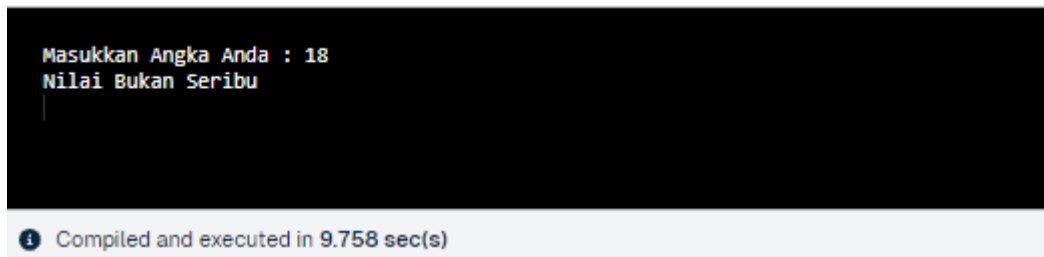 Masukkan Angka Anda : 18
Nilai Bukan Seribu
Compiled and executed in 9.758 sec(s)